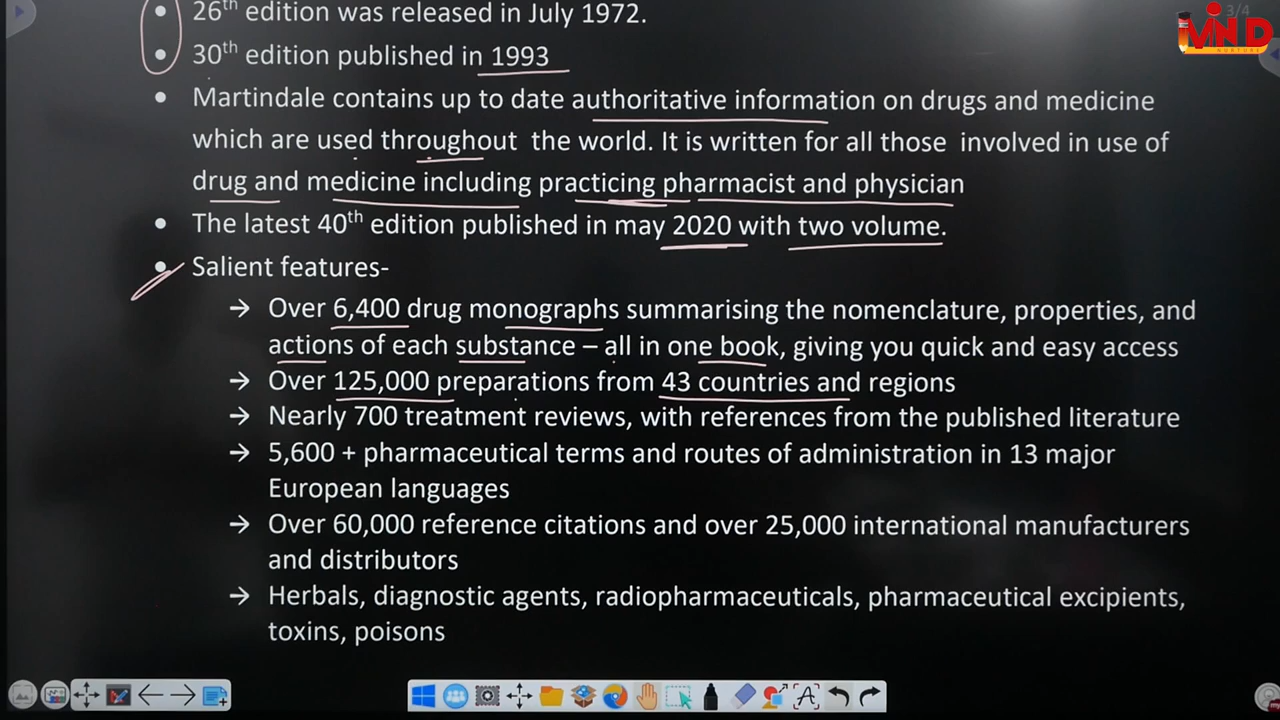 3/4
• 26th edition was released in July 1972.
MIND
NURTURE
• 30th edition published in 1993
• Martindale contains up to date authoritative information on drugs and medicine
which are used throughout the world. It is written for all those involved in use of
drug and medicine including practicing pharmacist and physician
• The latest 40th edition published in may 2020 with two volume.
• Salient features-
→ Over 6,400 drug monographs summarising the nomenclature, properties, and
actions of each substance – all in one book, giving you quick and easy access
→ Over 125,000 preparations from 43 countries and regions
→ Nearly 700 treatment reviews, with references from the published literature
→ 5,600 + pharmaceutical terms and routes of administration in 13 major
European languages
→ Over 60,000 reference citations and over 25,000 international manufacturers
and distributors
→ Herbals, diagnostic agents, radiopharmaceuticals, pharmaceutical excipients,
toxins, poisons